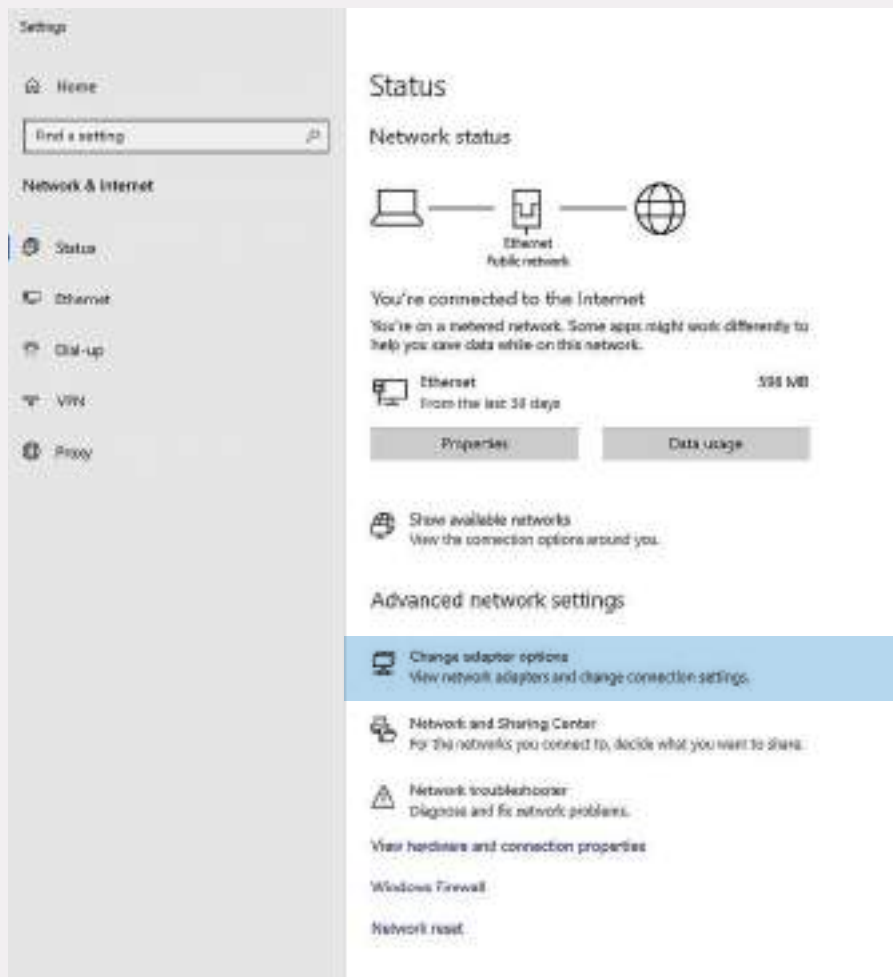 Settings
Home
Find a setting
Network & Internet
Status
Ethernet
Dial-up
VPN
Proxy
Status
Network status
Ethernet
Public network
You're connected to the Internet
You're on a metered network. Some apps might work differently to
help you save data while on this network.
Ethernet
From the last 30 days
MB
Properties
Data usage
Show available networks
View the connection options around you.
Advanced network settings
Change adapter options
View network adapters and change connection settings.
Network and Sharing Center
For the networks you connect to, decide what you want to share.
Network troubleshooter
Diagnose and fix network problems.
View hardware and connection properties
Windows Firewall
Network reset